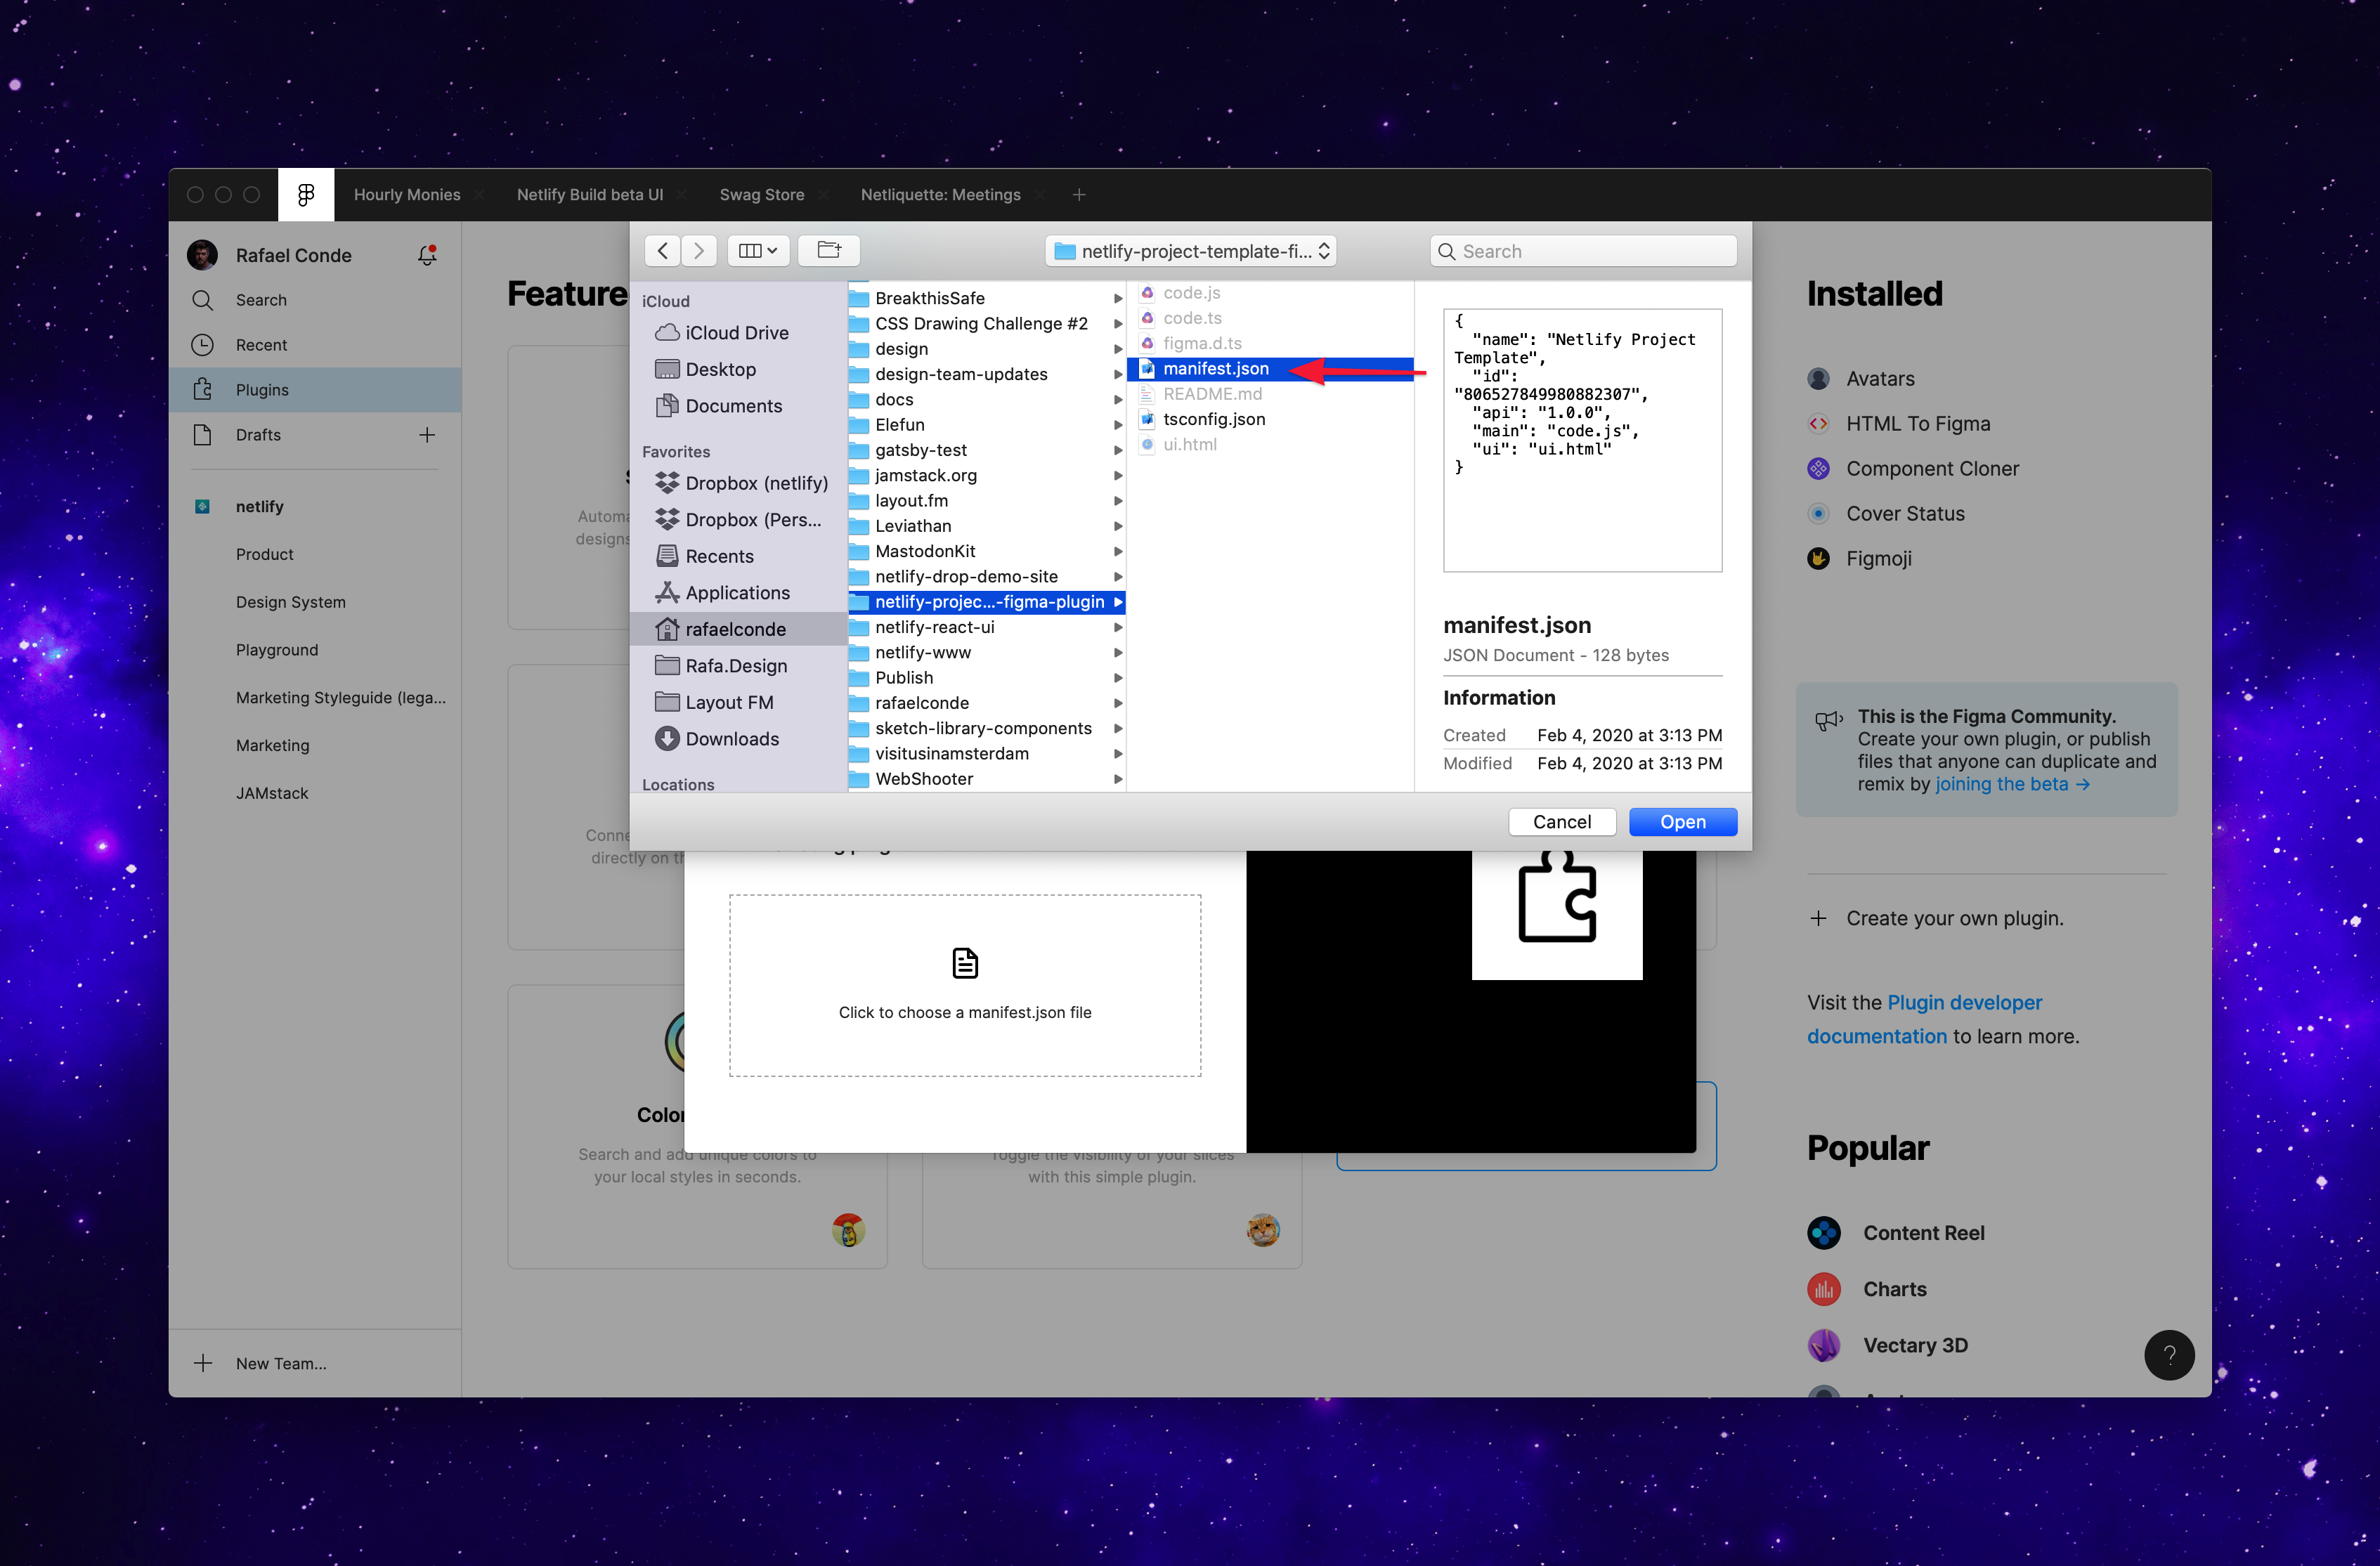 Hourly Monies
Netlify Build beta UI
Swag Store
Netliquette: Meetings
Rafael Conde
Search
Recent
Plugins
Drafts
netlify
Product
Design System
Playground
Marketing Styleguide (lega...
Marketing
JAMstack
New Team...
Feature
Automa
designs
Conne
directly on th
Color
Search and add unique colors to
your local styles in seconds.
Toggle the visibility of your slices
with this simple plugin.
netlify-project-template-fi...
Search
iCloud
iCloud Drive
Desktop
Documents
Favorites
Dropbox (netlify)
Dropbox (Pers...
Recents
Applications
rafaelconde
Rafa.Design
Layout FM
Downloads
Locations
BreakthisSafe
CSS Drawing Challenge #2
design
design-team-updates
docs
Elefun
gatsby-test
jamstack.org
layout.fm
Leviathan
MastodonKit
netlify-drop-demo-site
netlify-projec...-figma-plugin
netlify-react-ui
netlify-www
Publish
rafaelconde
sketch-library-components
visitusinamsterdam
WebShooter
code.js
code.ts
figma.d.ts
manifest.json
README.md
tsconfig.json
ui.html
{
"name": "Netlify Project
Template",
"id":
"806527849980882307",
"api": "1.0.0",
"main": "code.js",
"ui": "ui.html"
}
manifest.json
JSON Document - 128 bytes
Information
Created Feb 4, 2020 at 3:13 PM
Modified Feb 4, 2020 at 3:13 PM
Cancel
Open
Click to choose a manifest.json file
Installed
Avatars
HTML To Figma
Component Cloner
Cover Status
Figmoji
This is the Figma Community.
Create your own plugin, or publish
files that anyone can duplicate and
remix by joining the beta →
Create your own plugin.
Visit the Plugin developer
documentation to learn more.
Popular
Content Reel
Charts
Vectary 3D
?